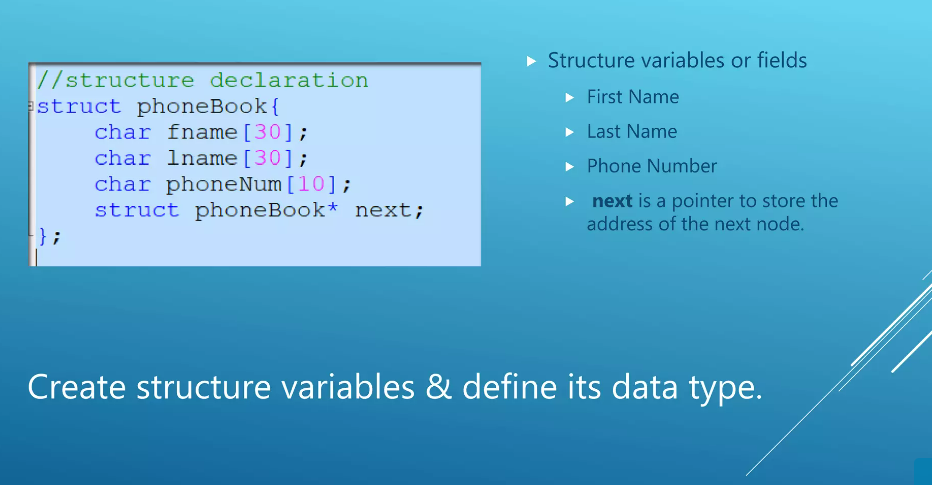 //structure declaration
struct phoneBook{
char fname[30];
char lname[30];
char phoneNum[10];
struct phoneBook* next;
};
Structure variables or fields
First Name
Last Name
Phone Number
next is a pointer to store the
address of the next node.
Create structure variables & define its data type.